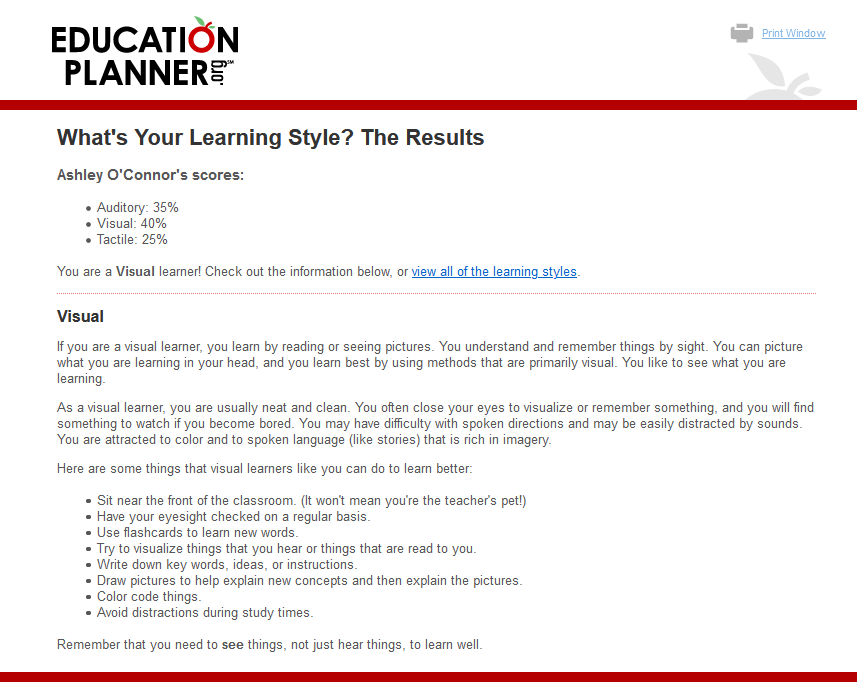 EDUCATION
PLANNER.org℠
Print Window
What's Your Learning Style? The Results
Ashley O'Connor's scores:
• Auditory: 35%
• Visual: 40%
• Tactile: 25%
You are a Visual learner! Check out the information below, or view all of the learning styles.
Visual
If you are a visual learner, you learn by reading or seeing pictures. You understand and remember things by sight. You can picture
what you are learning in your head, and you learn best by using methods that are primarily visual. You like to see what you are
learning.
As a visual learner, you are usually neat and clean. You often close your eyes to visualize or remember something, and you will find
something to watch if you become bored. You may have difficulty with spoken directions and may be easily distracted by sounds.
You are attracted to color and to spoken language (like stories) that is rich in imagery.
Here are some things that visual learners like you can do to learn better:
• Sit near the front of the classroom. (It won't mean you're the teacher's pet!)
• Have your eyesight checked on a regular basis.
• Use flashcards to learn new words.
• Try to visualize things that you hear or things that are read to you.
• Write down key words, ideas, or instructions.
• Draw pictures to help explain new concepts and then explain the pictures.
• Color code things.
• Avoid distractions during study times.
Remember that you need to see things, not just hear things, to learn well.